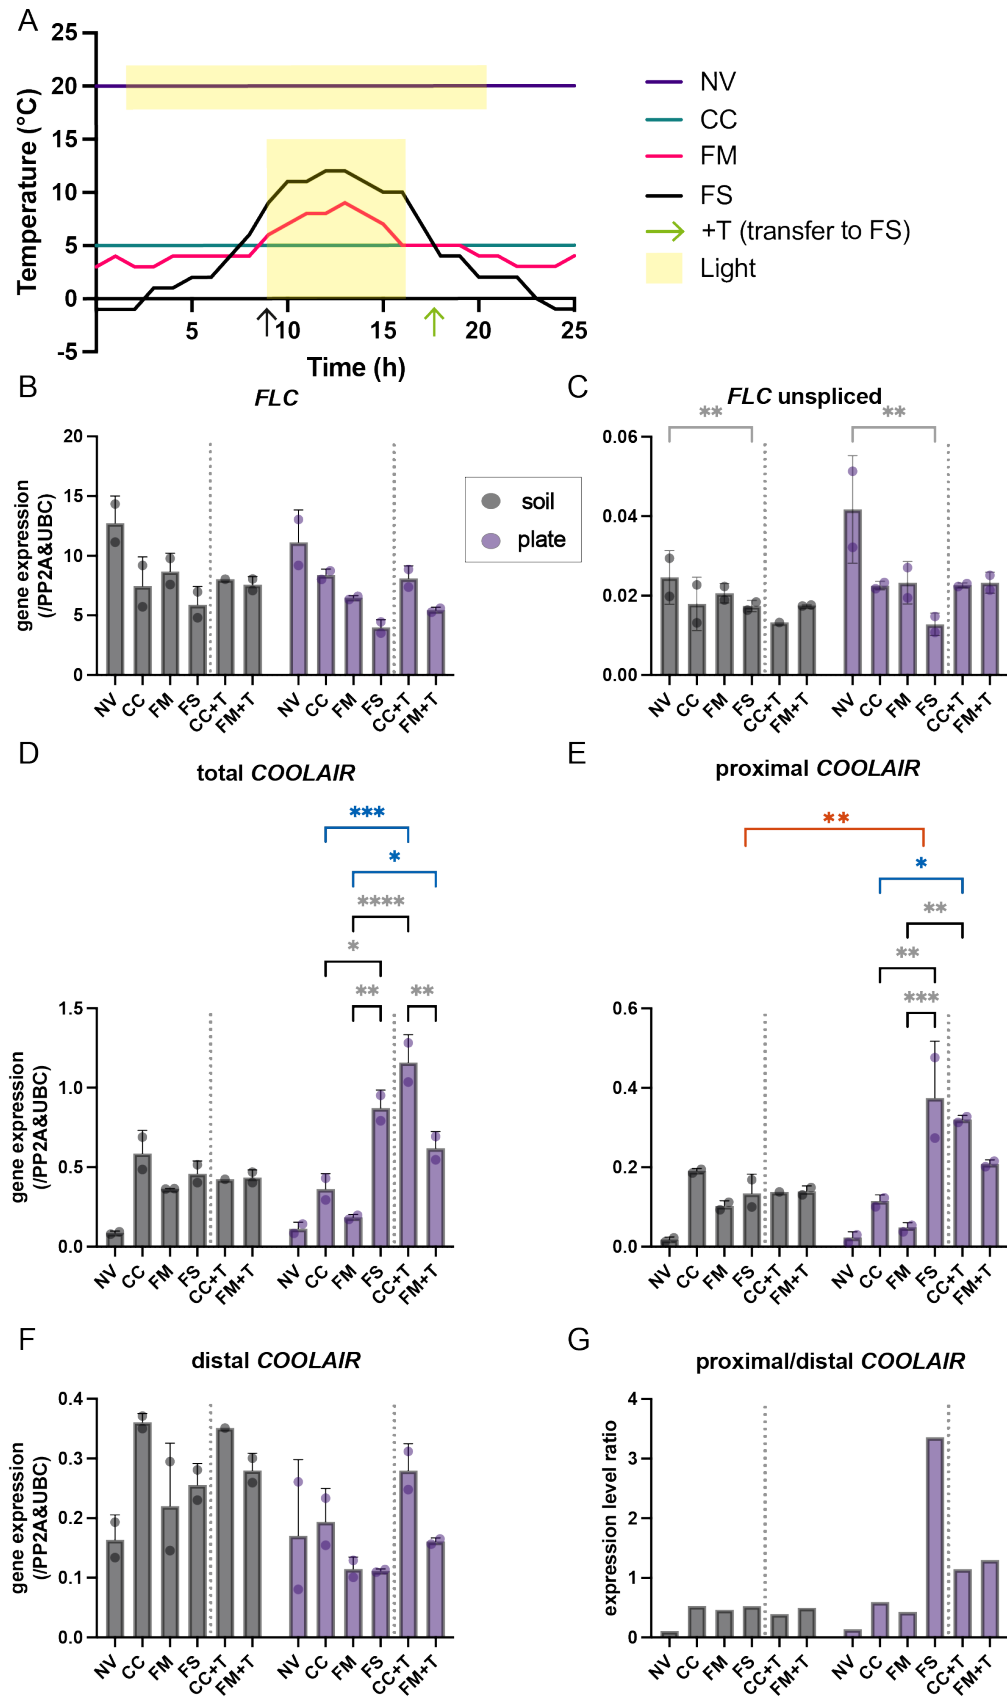 A
25
20
15
10
5
0
-5
Temperature (°C)
5
10
15
20
25
Time (h)
NV
CC
FM
FS
+T (transfer to FS)
Light
B
FLC
20
15
10
5
0
gene expression
(/PP2A&UBC)
NV
CC
FM
FS
CC+T
FM+T
NV
CC
FM
FS
CC+T
FM+T
soil
plate
C
FLC unspliced
**
**
0.06
0.04
0.02
0.00
NV
CC
FM
FS
CC+T
FM+T
NV
CC
FM
FS
CC+T
FM+T
D
total COOLAIR
***
*
****
*
**
**
1.5
1.0
0.5
0.0
gene expression
(/PP2A&UBC)
NV
CC
FM
FS
CC+T
FM+T
NV
CC
FM
FS
CC+T
FM+T
E
proximal COOLAIR
**
*
**
**
***
0.6
0.4
0.2
0.0
NV
CC
FM
FS
CC+T
FM+T
NV
CC
FM
FS
CC+T
FM+T
F
distal COOLAIR
0.4
0.3
0.2
0.1
0.0
gene expression
(/PP2A&UBC)
NV
CC
FM
FS
CC+T
FM+T
NV
CC
FM
FS
CC+T
FM+T
G
proximal/distal COOLAIR
4
3
2
1
0
expression level ratio
NV
CC
FM
FS
CC+T
FM+T
NV
CC
FM
FS
CC+T
FM+T